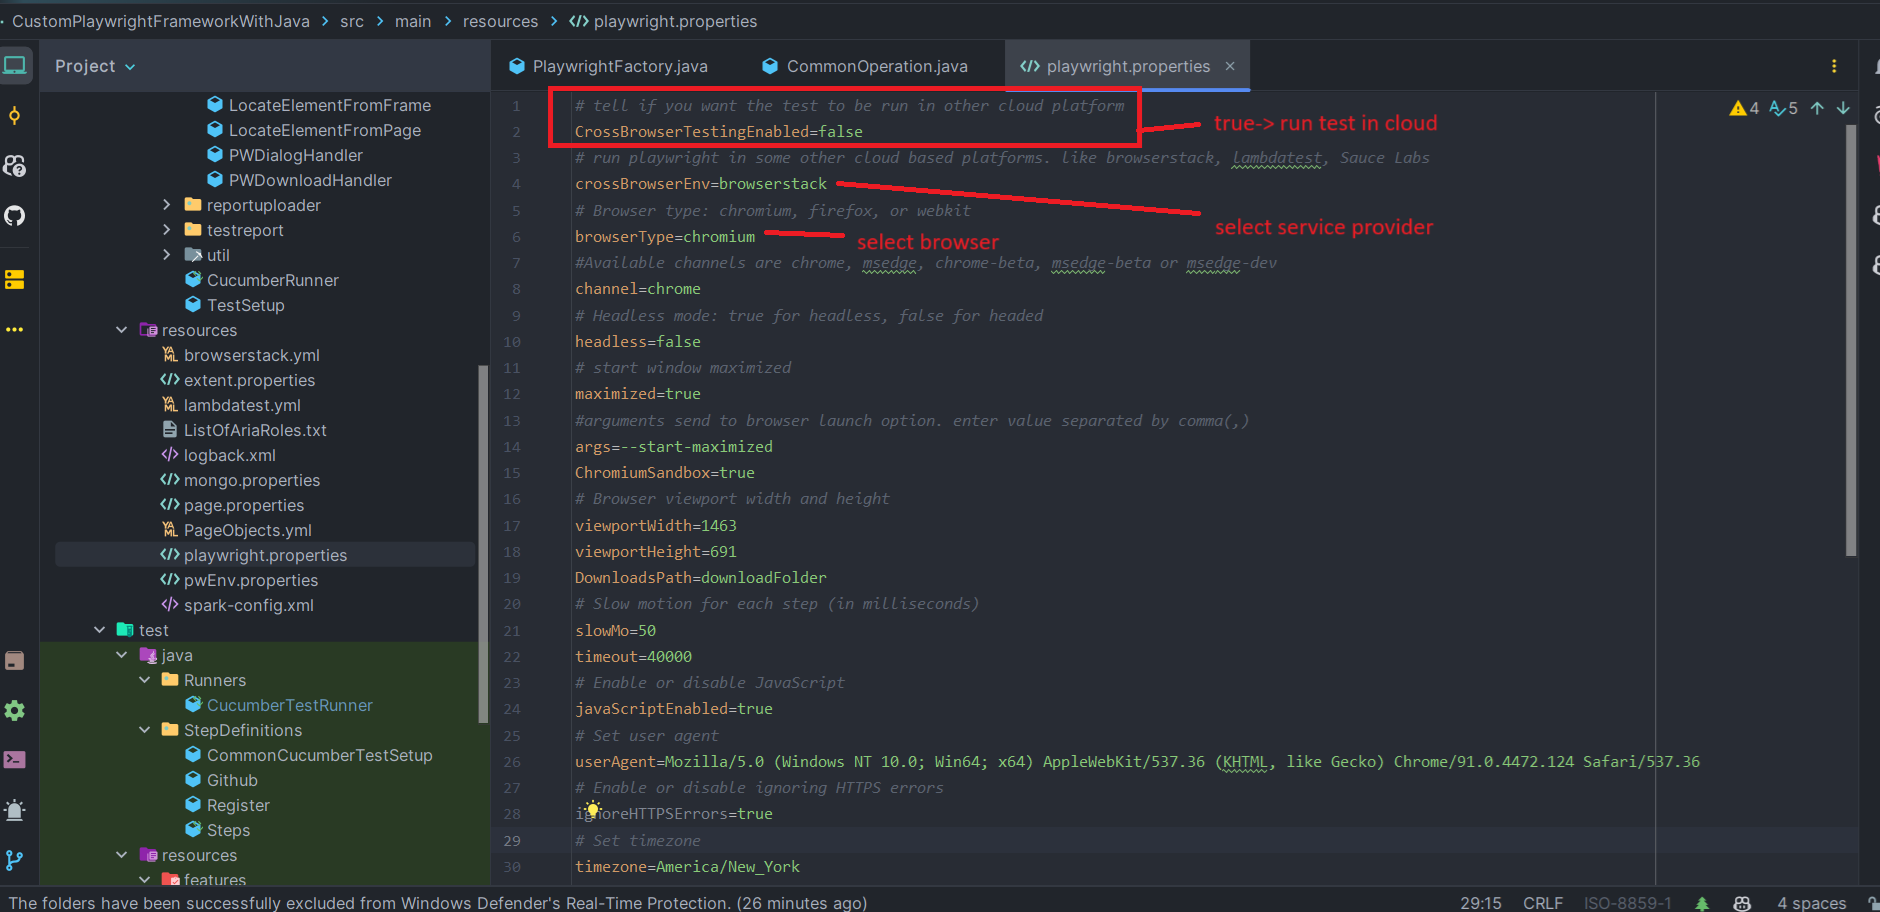 CustomPlaywrightFrameworkWithJava > src > main > resources > </> playwright.properties
Project
PlaywrightFactory.java
CommonOperation.java
</> playwright.properties ×
LocateElementFromFrame
LocateElementFromPage
PWDialogHandler
PWDownloadHandler
reportuploader
testreport
util
CucumberRunner
TestSetup
resources
browserstack.yml
extent.properties
lambdatest.yml
ListOfAriaRoles.txt
logback.xml
mongo.properties
page.properties
PageObjects.yml
playwright.properties
pwEnv.properties
spark-config.xml
test
java
Runners
CucumberTestRunner
StepDefinitions
CommonCucumberTestSetup
Github
Register
Steps
resources
features
1 # tell if you want the test to be run in other cloud platform
2 CrossBrowserTestingEnabled=false
true-> run test in cloud
3 # run playwright in some other cloud based platforms. like browserstack, lambdatest, Sauce Labs
4 crossBrowserEnv=browserstack
select service provider
5 # Browser type: chromium, firefox, or webkit
6 browserType=chromium
select browser
7 #Available channels are chrome, msedge, chrome-beta, msedge-beta or msedge-dev
8 channel=chrome
9 # Headless mode: true for headless, false for headed
10 headless=false
11 # start window maximized
12 maximized=true
13 #arguments send to browser launch option. enter value separated by comma(,)
14 args=--start-maximized
15 ChromiumSandbox=true
16 # Browser viewport width and height
17 viewportWidth=1463
18 viewportHeight=691
19 DownloadsPath=downloadFolder
20 # Slow motion for each step (in milliseconds)
21 slowMo=50
22 timeout=40000
23 # Enable or disable JavaScript
24 javaScriptEnabled=true
25 # Set user agent
26 userAgent=Mozilla/5.0 (Windows NT 10.0; Win64; x64) AppleWebKit/537.36 (KHTML, like Gecko) Chrome/91.0.4472.124 Safari/537.36
27 # Enable or disable ignoring HTTPS errors
28 ignoreHTTPSErrors=true
29 # Set timezone
30 timezone=America/New_York
4 5
The folders have been successfully excluded from Windows Defender's Real-Time Protection. (26 minutes ago)
29:15 CRLF ISO-8859-1 4 spaces